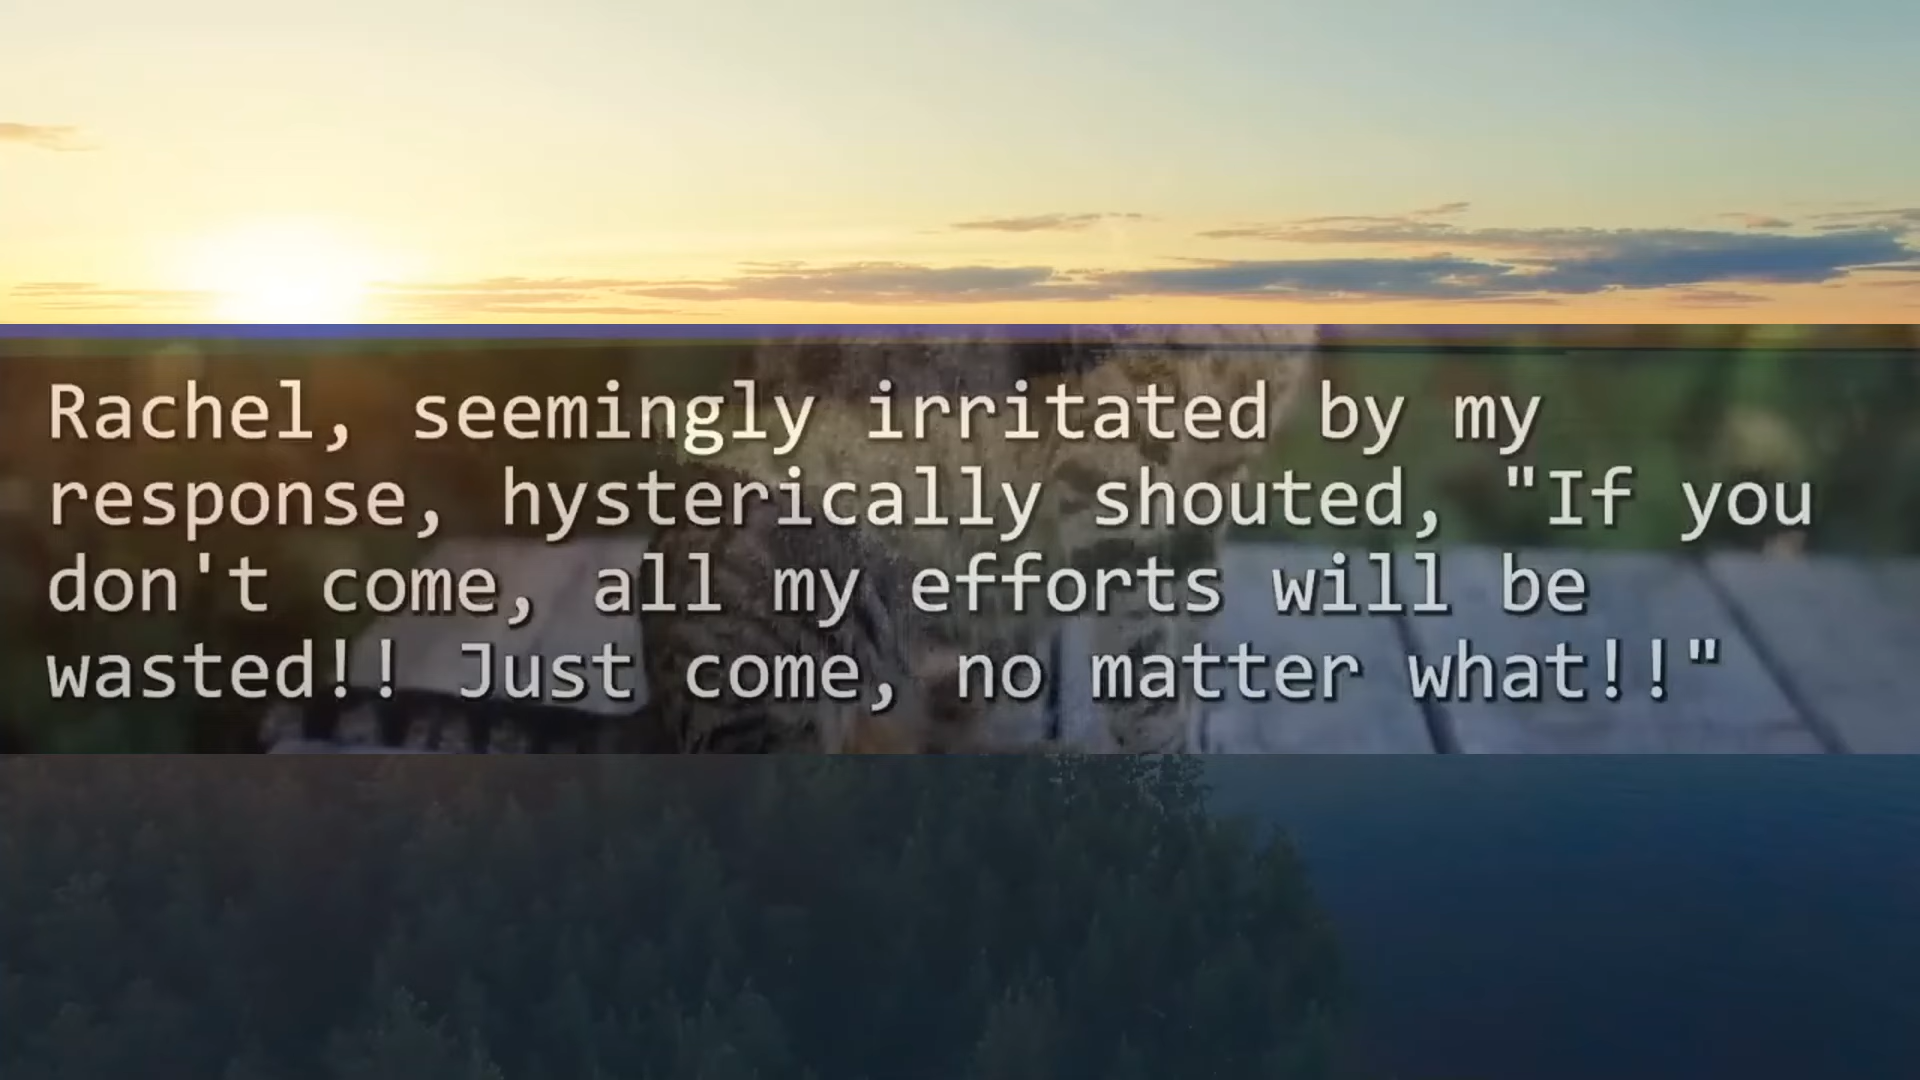 Rachel, seemingly irritated by my
response, hysterically shouted, "If you
don't come, all my efforts will be
wasted!! Just come, no matter what!!"